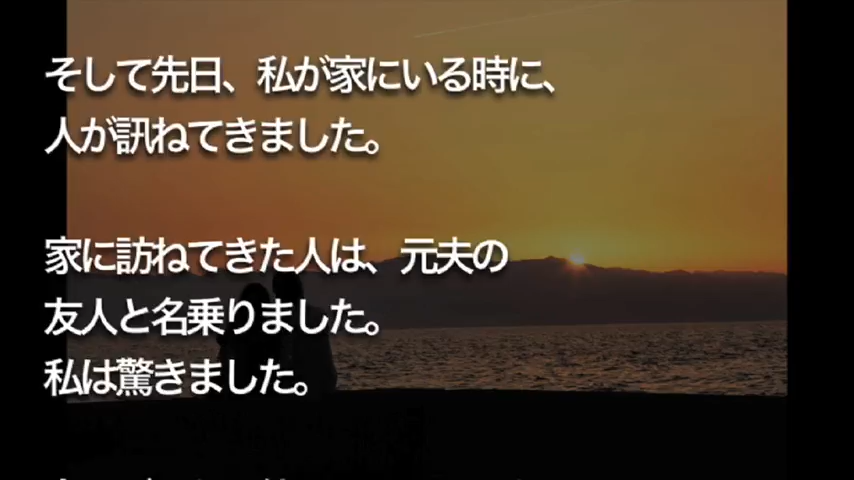 そして先日、私が家にいる時に、
人が訊ねてきました。
家に訪ねてきた人は、元夫の
友人と名乗りました。
私は驚きました。